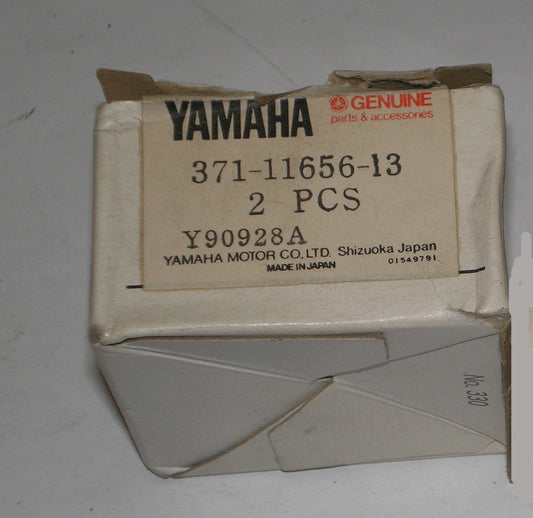 YAMAHA GENUINE
parts & accessories
371-11656-13
2 PCS
Y90928A
YAMAHA MOTOR CO., LTD. Shizuoka Japan
MADE IN JAPAN 01549791
No. 330